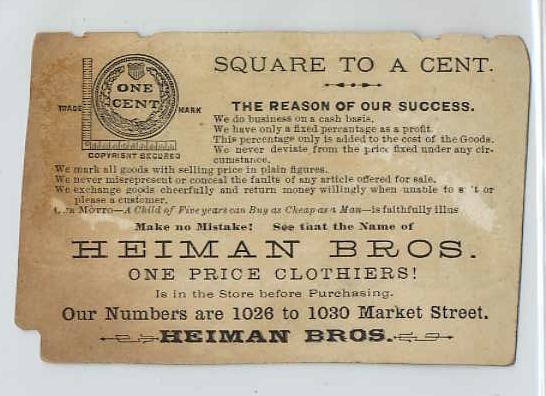 SQUARE TO A CENT.
ONE
CENT
TRADE MARK
COPYRIGHT SECURED
THE REASON OF OUR SUCCESS.
We do business on a cash basis.
We have only a fixed percantage as a profit.
This percentage only is added to the cost of the Goods.
We never deviate from the price fixed under any cir-
cumstance.
We mark all goods with selling price in plain figures.
We never misrepresent or conceal the faults of any article offered for sale.
We exchange goods cheerfully and return money willingly when unable to or
please a customer.
MOTTO—A Child of Five years can Buy as Cheap as a Man—is faithfully illus
Make no Mistake! See that the Name of
HEIMAN BROS.
ONE PRICE CLOTHIERS!
Is in the Store before Purchasing.
Our Numbers are 1026 to 1030 Market Street.
HEIMAN BROS.